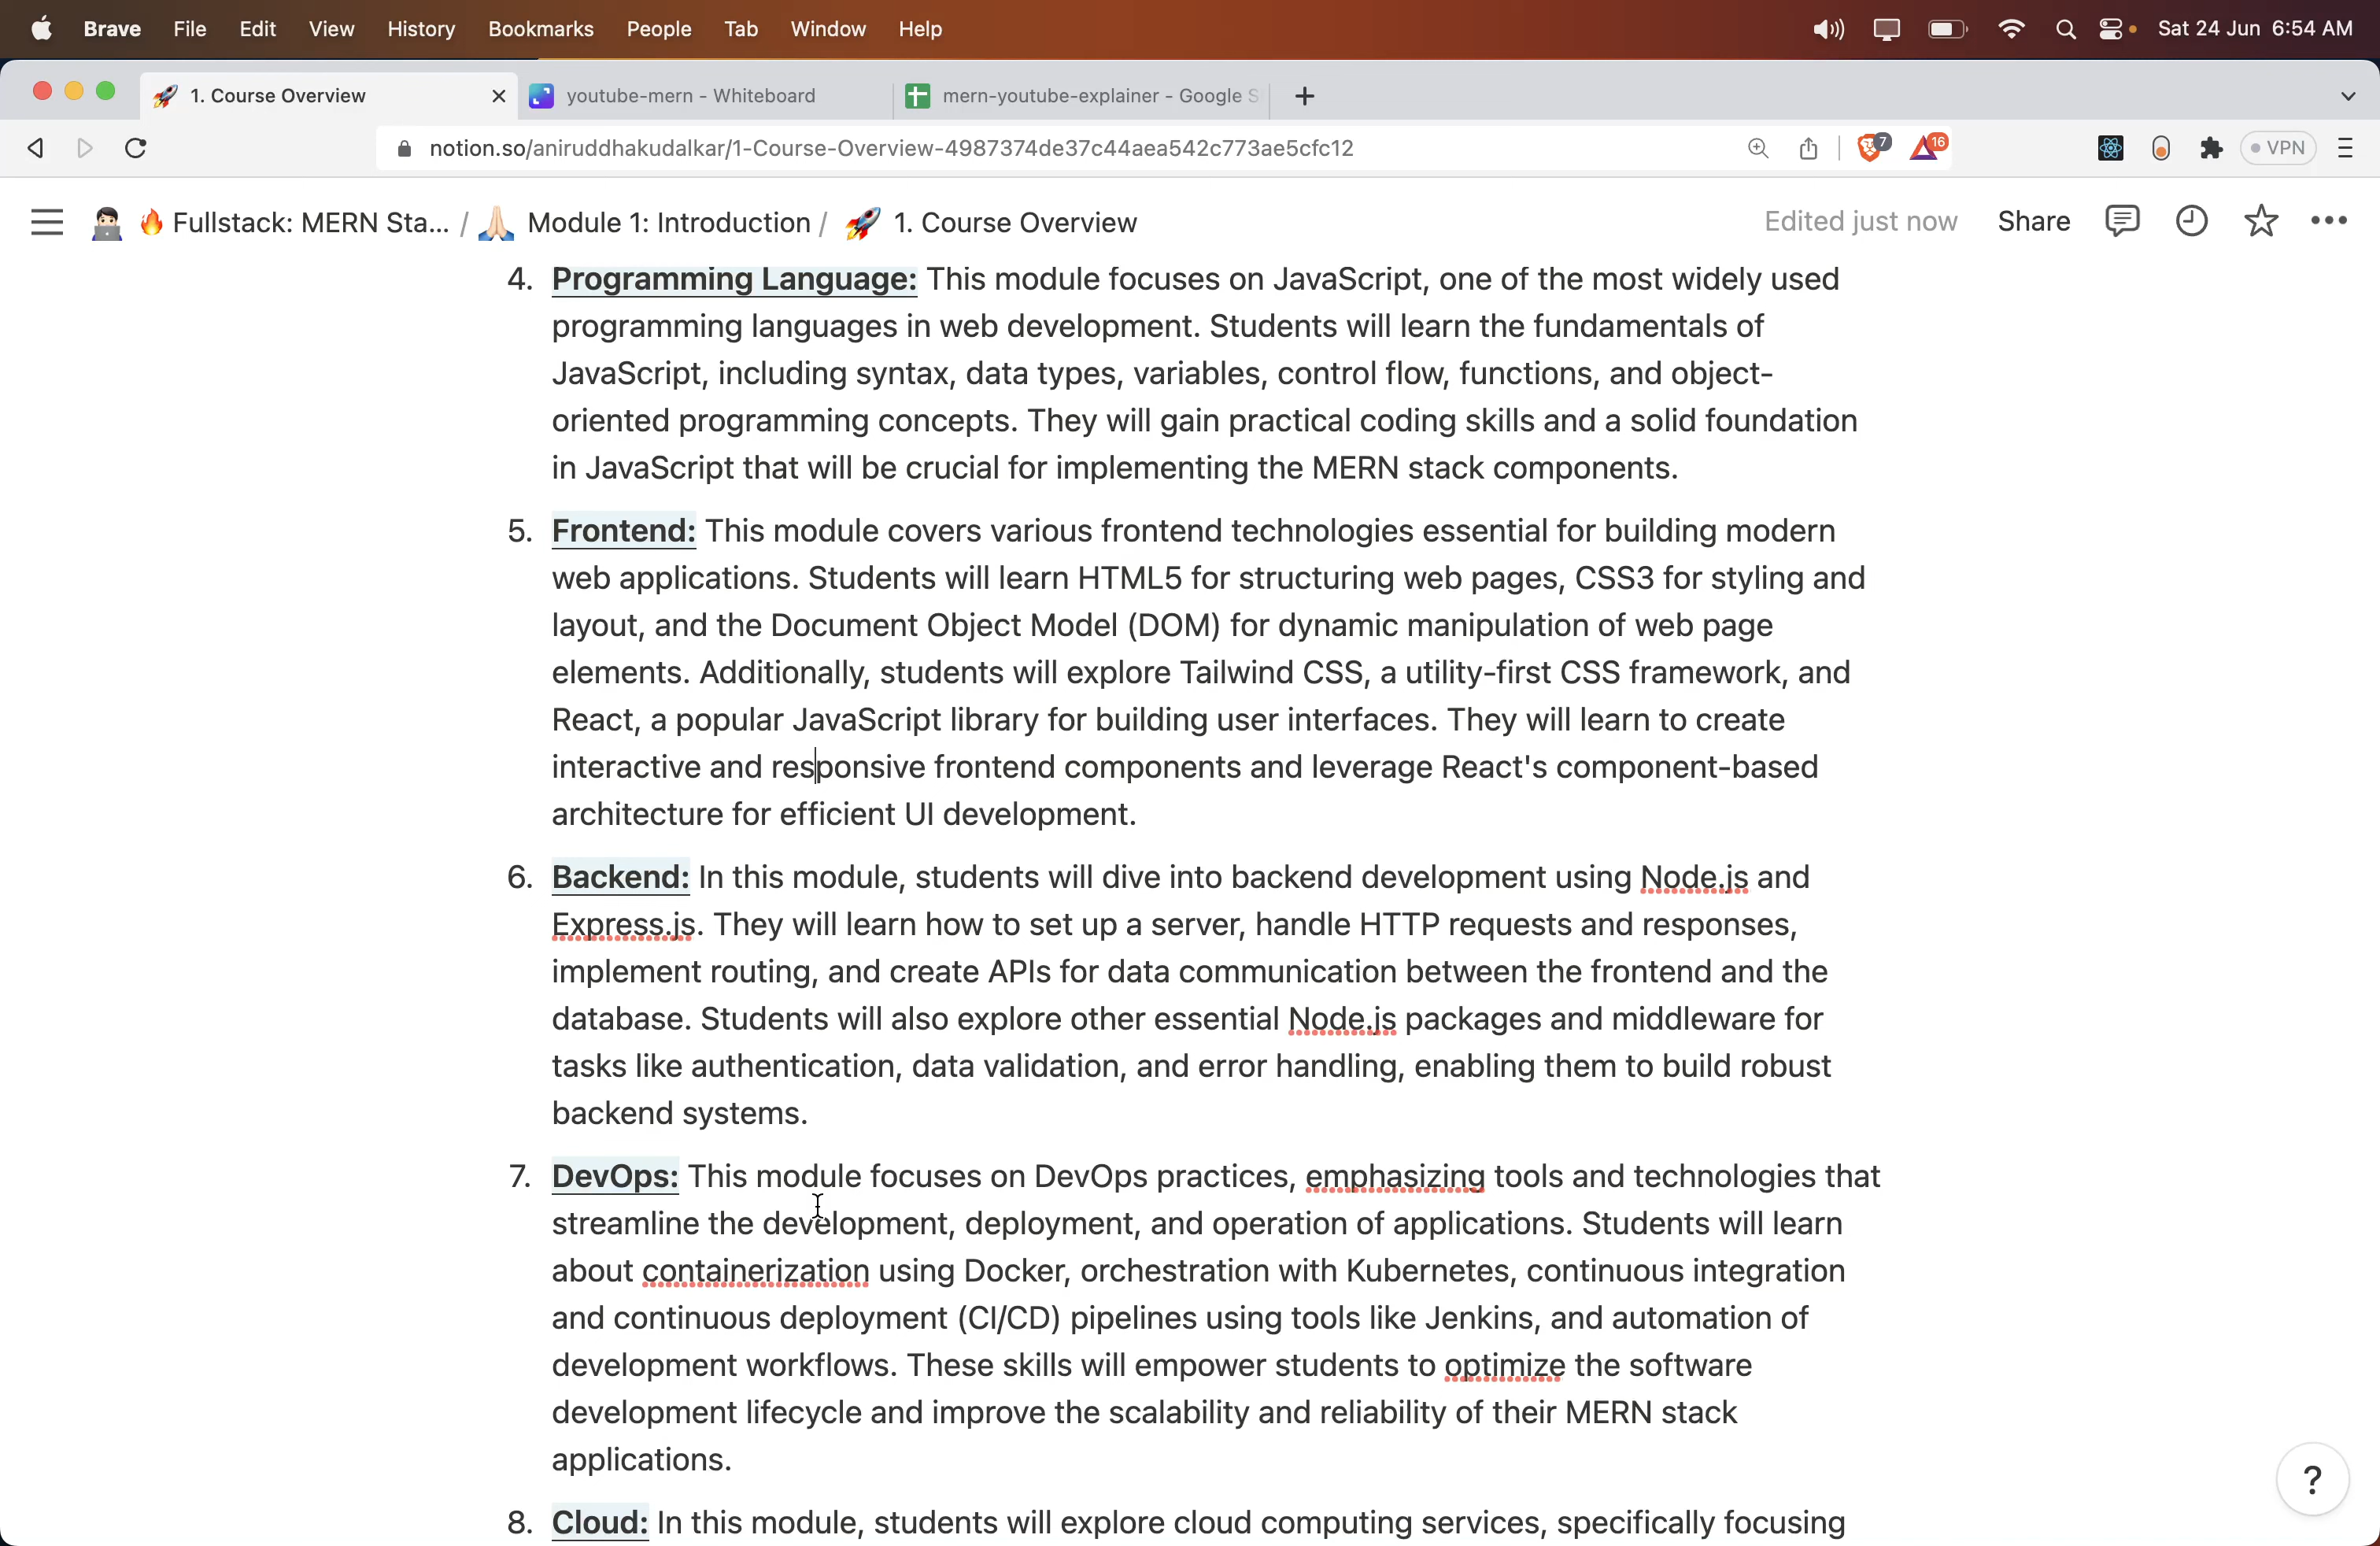 Brave File Edit View History Bookmarks People Tab Window Help Sat 24 Jun 6:54 AM
1. Course Overview youtube-mern - Whiteboard mern-youtube-explainer - Google S
notion.so/aniruddhakudalkar/1-Course-Overview-4987374de37c44aea542c773ae5cfc12 7 16 VPN
Fullstack: MERN Sta... / Module 1: Introduction / 1. Course Overview Edited just now Share
4. Programming Language: This module focuses on JavaScript, one of the most widely used
programming languages in web development. Students will learn the fundamentals of
JavaScript, including syntax, data types, variables, control flow, functions, and object-
oriented programming concepts. They will gain practical coding skills and a solid foundation
in JavaScript that will be crucial for implementing the MERN stack components.
5. Frontend: This module covers various frontend technologies essential for building modern
web applications. Students will learn HTML5 for structuring web pages, CSS3 for styling and
layout, and the Document Object Model (DOM) for dynamic manipulation of web page
elements. Additionally, students will explore Tailwind CSS, a utility-first CSS framework, and
React, a popular JavaScript library for building user interfaces. They will learn to create
interactive and responsive frontend components and leverage React's component-based
architecture for efficient UI development.
6. Backend: In this module, students will dive into backend development using Node.js and
Express.js. They will learn how to set up a server, handle HTTP requests and responses,
implement routing, and create APIs for data communication between the frontend and the
database. Students will also explore other essential Node.js packages and middleware for
tasks like authentication, data validation, and error handling, enabling them to build robust
backend systems.
7. DevOps: This module focuses on DevOps practices, emphasizing tools and technologies that
streamline the development, deployment, and operation of applications. Students will learn
about containerization using Docker, orchestration with Kubernetes, continuous integration
and continuous deployment (CI/CD) pipelines using tools like Jenkins, and automation of
development workflows. These skills will empower students to optimize the software
development lifecycle and improve the scalability and reliability of their MERN stack
applications.
8. Cloud: In this module, students will explore cloud computing services, specifically focusing
?